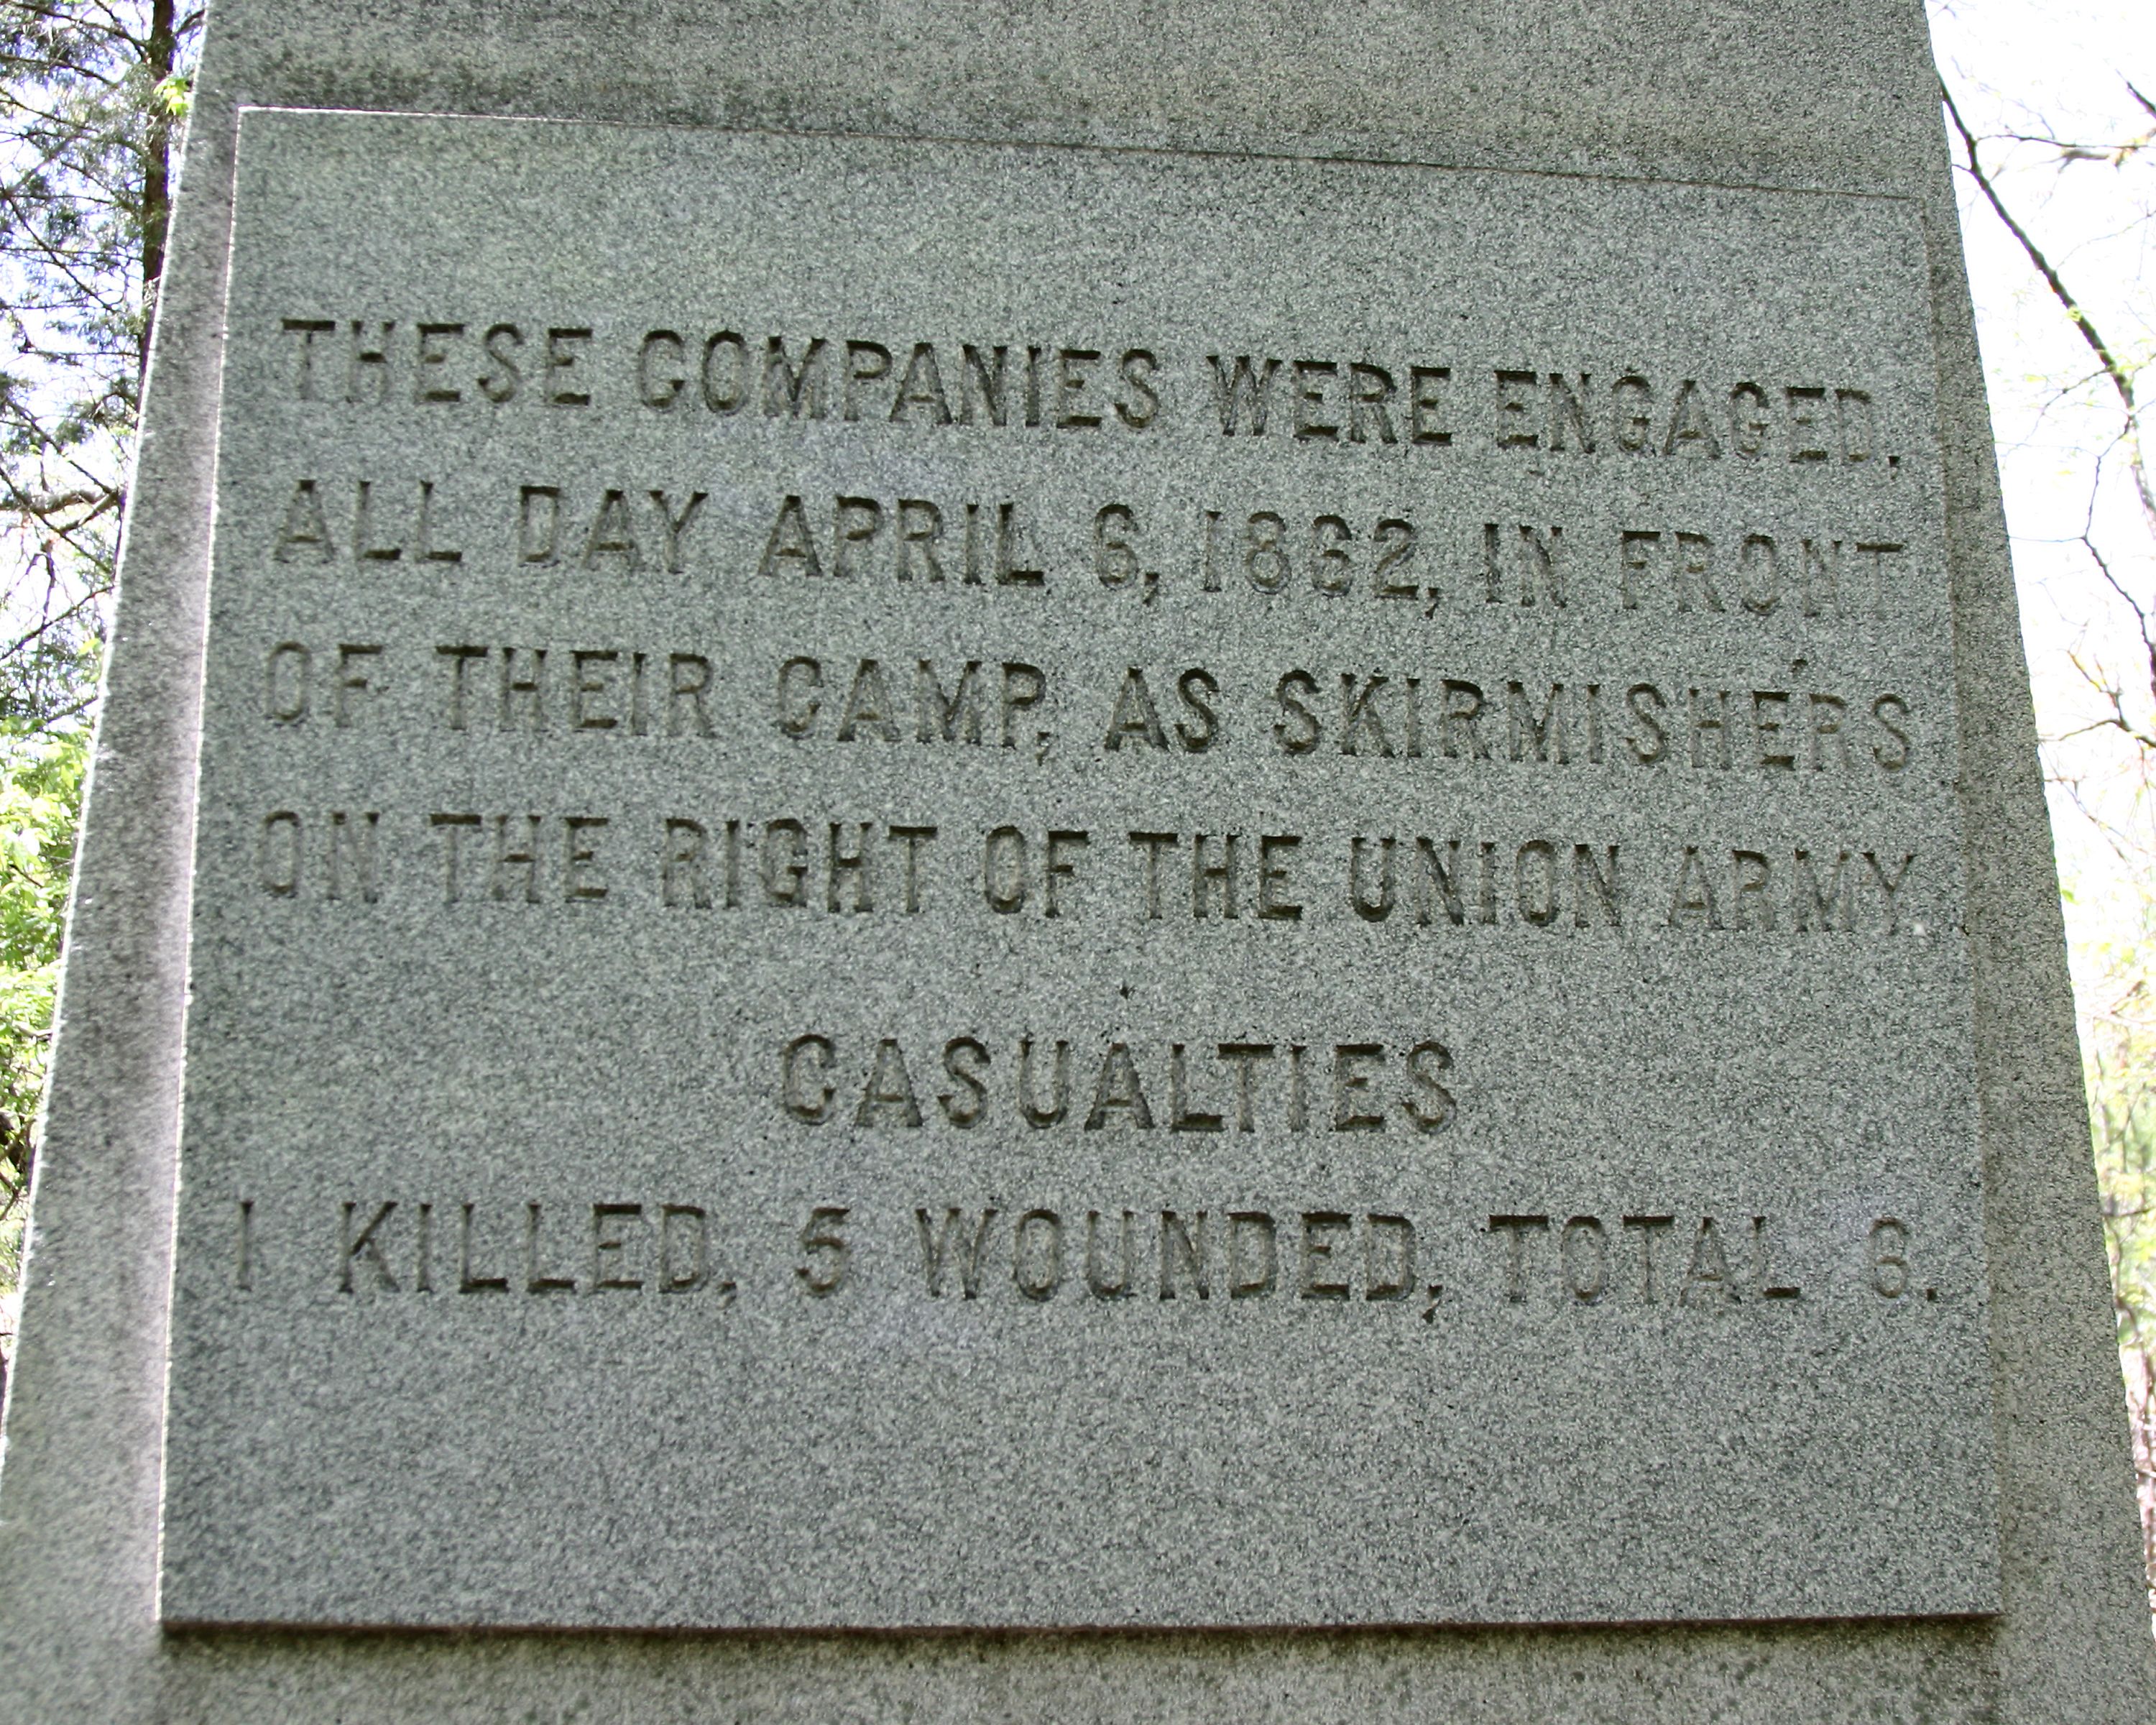 THESE COMPANIES WERE ENGAGED,
ALL DAY APRIL 6, 1862, IN FRONT
OF THEIR CAMP, AS SKIRMISHERS
ON THE RIGHT OF THE UNION ARMY.
CASUALTIES
1 KILLED, 5 WOUNDED, TOTAL 6.